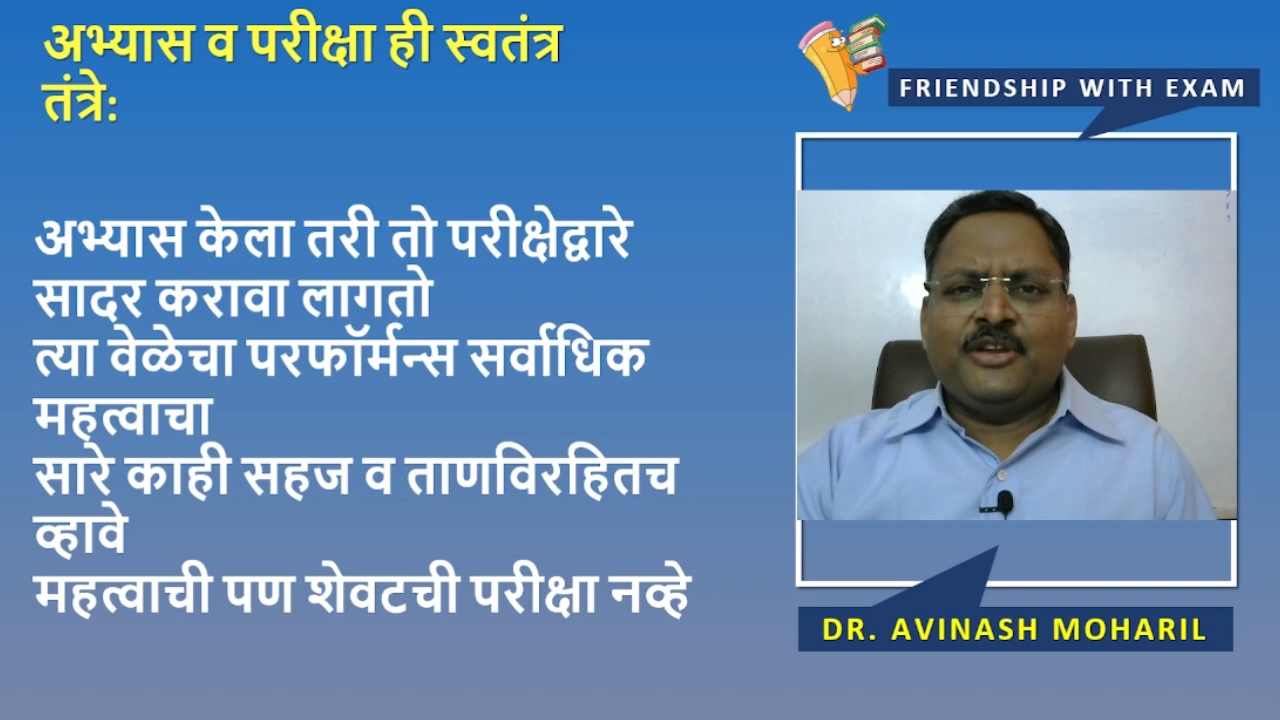 अभ्यास व परीक्षा ही स्वतंत्र
तंत्रे:
अभ्यास केला तरी तो परीक्षेद्वारे
सादर करावा लागतो
त्या वेळेचा परफॉर्मन्स सर्वाधिक
महत्वाचा
सारे काही सहज व ताणविरहितच
व्हावे
महत्वाची पण शेवटची परीक्षा नव्हे
FRIENDSHIP WITH EXAM
DR. AVINASH MOHARIL